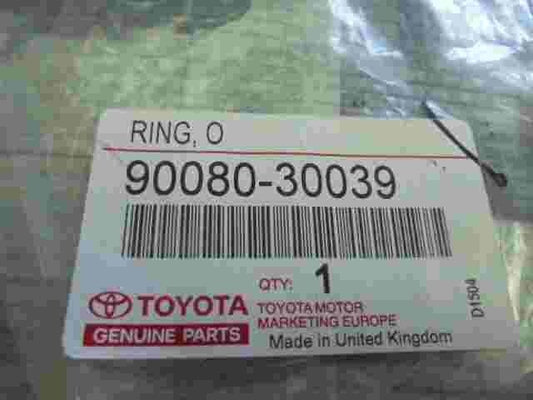 RING, O
90080-30039
QTY: 1
TOYOTA
GENUINE PARTS
TOYOTA MOTOR
MARKETING EUROPE
Made in United Kingdom
D1504